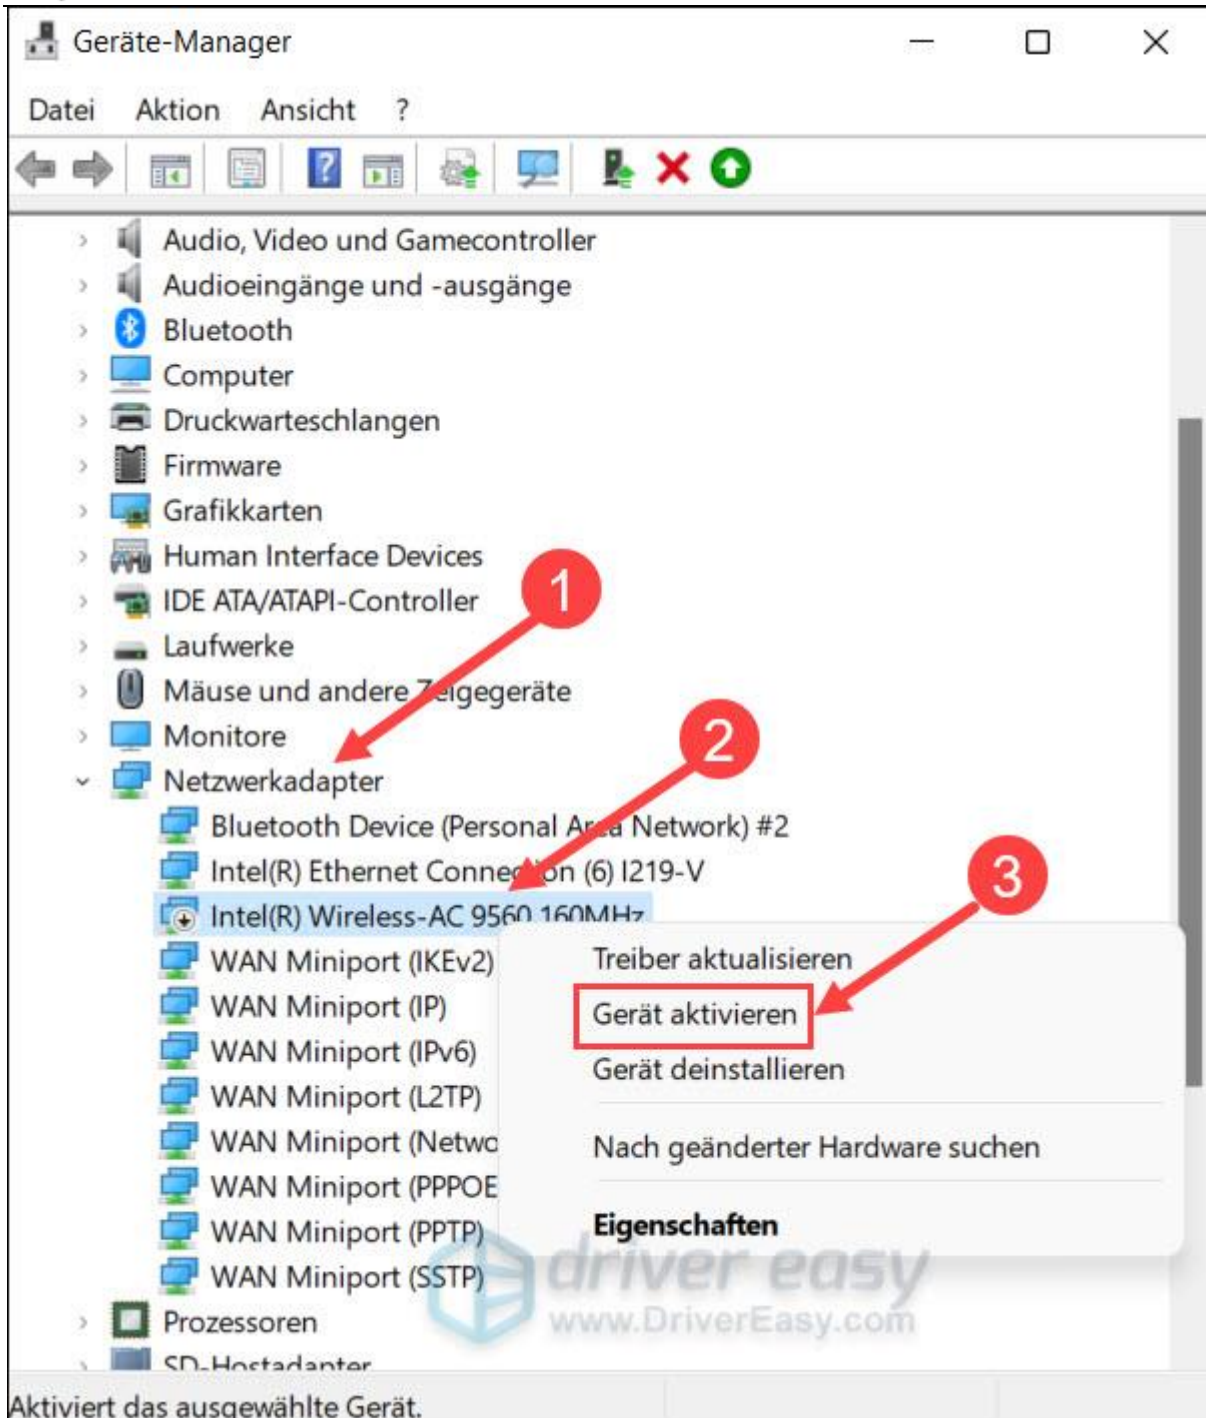 Geräte-Manager
Datei Aktion Ansicht ?
Audio, Video und Gamecontroller
Audioeingänge und -ausgänge
Bluetooth
Computer
Druckwarteschlangen
Firmware
Grafikkarten
Human Interface Devices
IDE ATA/ATAPI-Controller
1
Laufwerke
Mäuse und andere Zeigegeräte
Monitore
2
Netzwerkadapter
Bluetooth Device (Personal Area Network) #2
Intel(R) Ethernet Connection (6) I219-V
3
Intel(R) Wireless-AC 9560 160MHz
WAN Miniport (IKEv2)
WAN Miniport (IP)
WAN Miniport (IPv6)
WAN Miniport (L2TP)
WAN Miniport (Netwo
WAN Miniport (PPPOE
WAN Miniport (PPTP)
WAN Miniport (SSTP)
Treiber aktualisieren
Gerät aktivieren
Gerät deinstallieren
Nach geänderter Hardware suchen
Eigenschaften
driver easy
www.DriverEasy.com
Prozessoren
SD-Hostadapter
Aktiviert das ausgewählte Gerät.